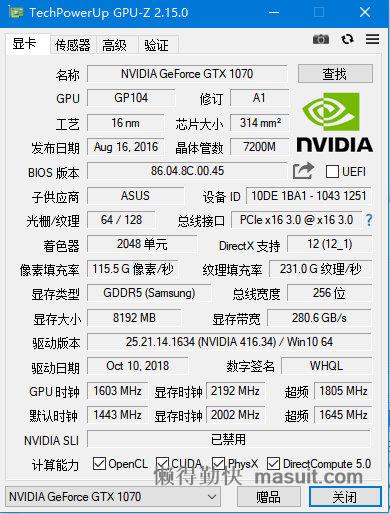 TechPowerUp GPU-Z 2.15.0
显卡 传感器 高级 验证
名称 NVIDIA GeForce GTX 1070 查找
GPU GP104 修订 A1
工艺 16 nm 芯片大小 314 mm²
发布日期 Aug 16, 2016 晶体管数 7200M
NVIDIA
BIOS 版本 86.04.8C.00.45 UEFI
子供应商 ASUS 设备 ID 10DE 1BA1 - 1043 1251
光栅/纹理 64 / 128 总线接口 PCIe x16 3.0 @ x16 3.0 ?
着色器 2048 单元 DirectX 支持 12 (12_1)
像素填充率 115.5 G 像素/秒 纹理填充率 231.0 G 纹理/秒
显存类型 GDDR5 (Samsung) 总线宽度 256 位
显存大小 8192 MB 显存带宽 280.6 GB/s
驱动版本 25.21.14.1634 (NVIDIA 416.34) / Win10 64
驱动日期 Oct 10, 2018 数字签名 WHQL
GPU 时钟 1603 MHz 显存时钟 2192 MHz 超频 1805 MHz
默认时钟 1443 MHz 显存时钟 2002 MHz 超频 1645 MHz
NVIDIA SLI 已禁用
计算能力 OpenCL CUDA PhysX DirectCompute 5.0
懒得勤快 masuit.com
NVIDIA GeForce GTX 1070 赠品 关闭